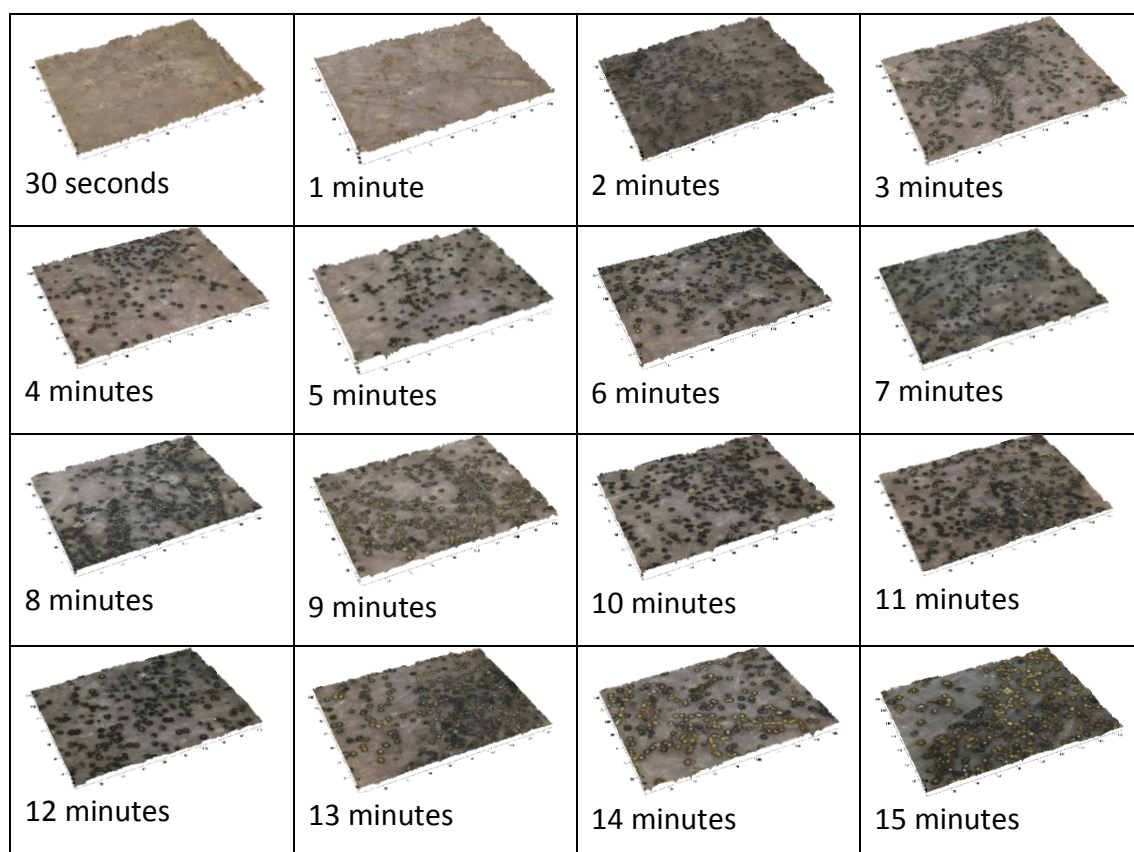 30 seconds
1 minute
2 minutes
3 minutes
4 minutes
5 minutes
6 minutes
7 minutes
8 minutes
9 minutes
10 minutes
11 minutes
12 minutes
13 minutes
14 minutes
15 minutes